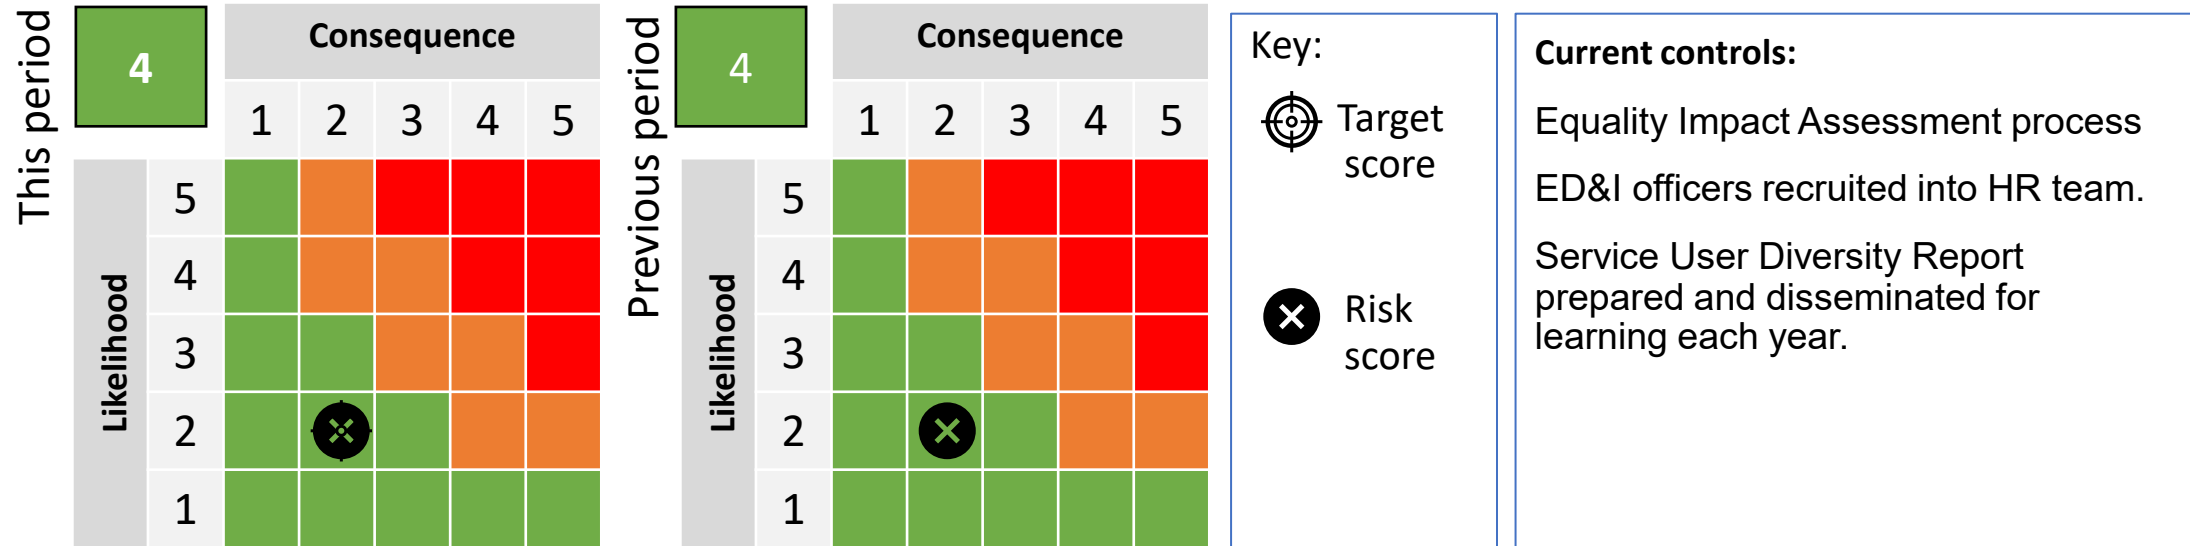 This period
4
Consequence
1 2 3 4 5
Likelihood
5
4
3
2
1
Previous period
4
Consequence
1 2 3 4 5
Likelihood
5
4
3
2
1
Key:
Target
score
Risk
score
Current controls:
Equality Impact Assessment process
ED&I officers recruited into HR team.
Service User Diversity Report
prepared and disseminated for
learning each year.